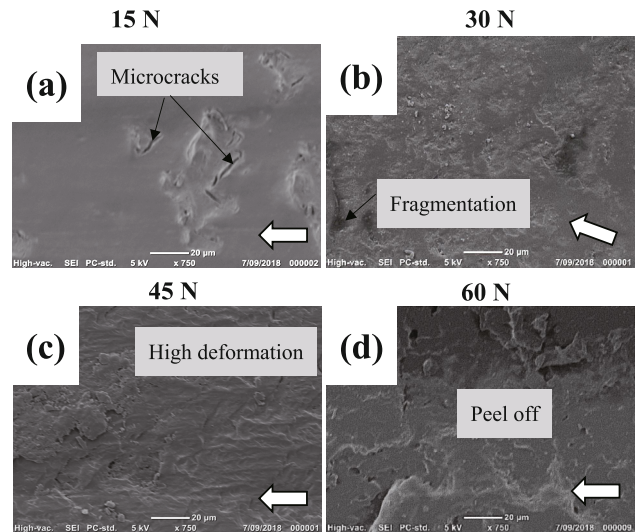 15 N
30 N
(a)
Microcracks
20 µm
High-vac. SEI PC-std. 5 kV x 750 7/09/2018 000002
(b)
Fragmentation
20 µm
High-vac. SEI PC-std. 5 kV x 750 7/09/2018 000001
45 N
60 N
(c)
High deformation
20 µm
High-vac. SEI PC-std. 5 kV x 750 7/09/2018 000001
(d)
Peel off
20 µm
High-vac. SEI PC-std. 5 kV x 750 7/09/2018 000009